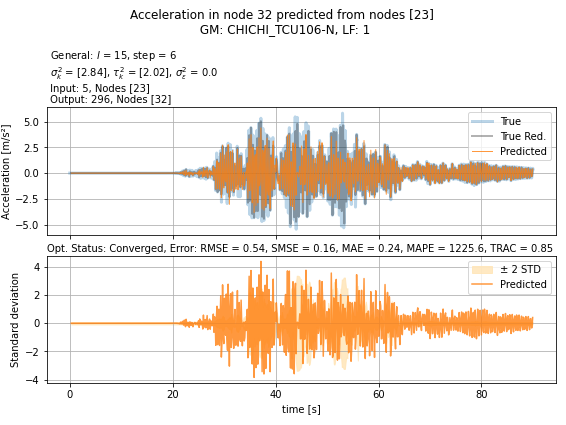 Acceleration in node 32 predicted from nodes [23]
GM: CHICHI_TCU106-N, LF: 1
General: l = 15, step = 6
σ²ₖ = [2.84], τ²ₖ = [2.02], σ²ε = 0.0
Input: 5, Nodes [23]
Output: 296, Nodes [32]
Acceleration [m/s²]
5.0
2.5
0.0
−2.5
−5.0
True
True Red.
Predicted
Opt. Status: Converged, Error: RMSE = 0.54, SMSE = 0.16, MAE = 0.24, MAPE = 1225.6, TRAC = 0.85
Standard deviation
4
2
0
−2
−4
± 2 STD
Predicted
0 20 40 60 80
time [s]